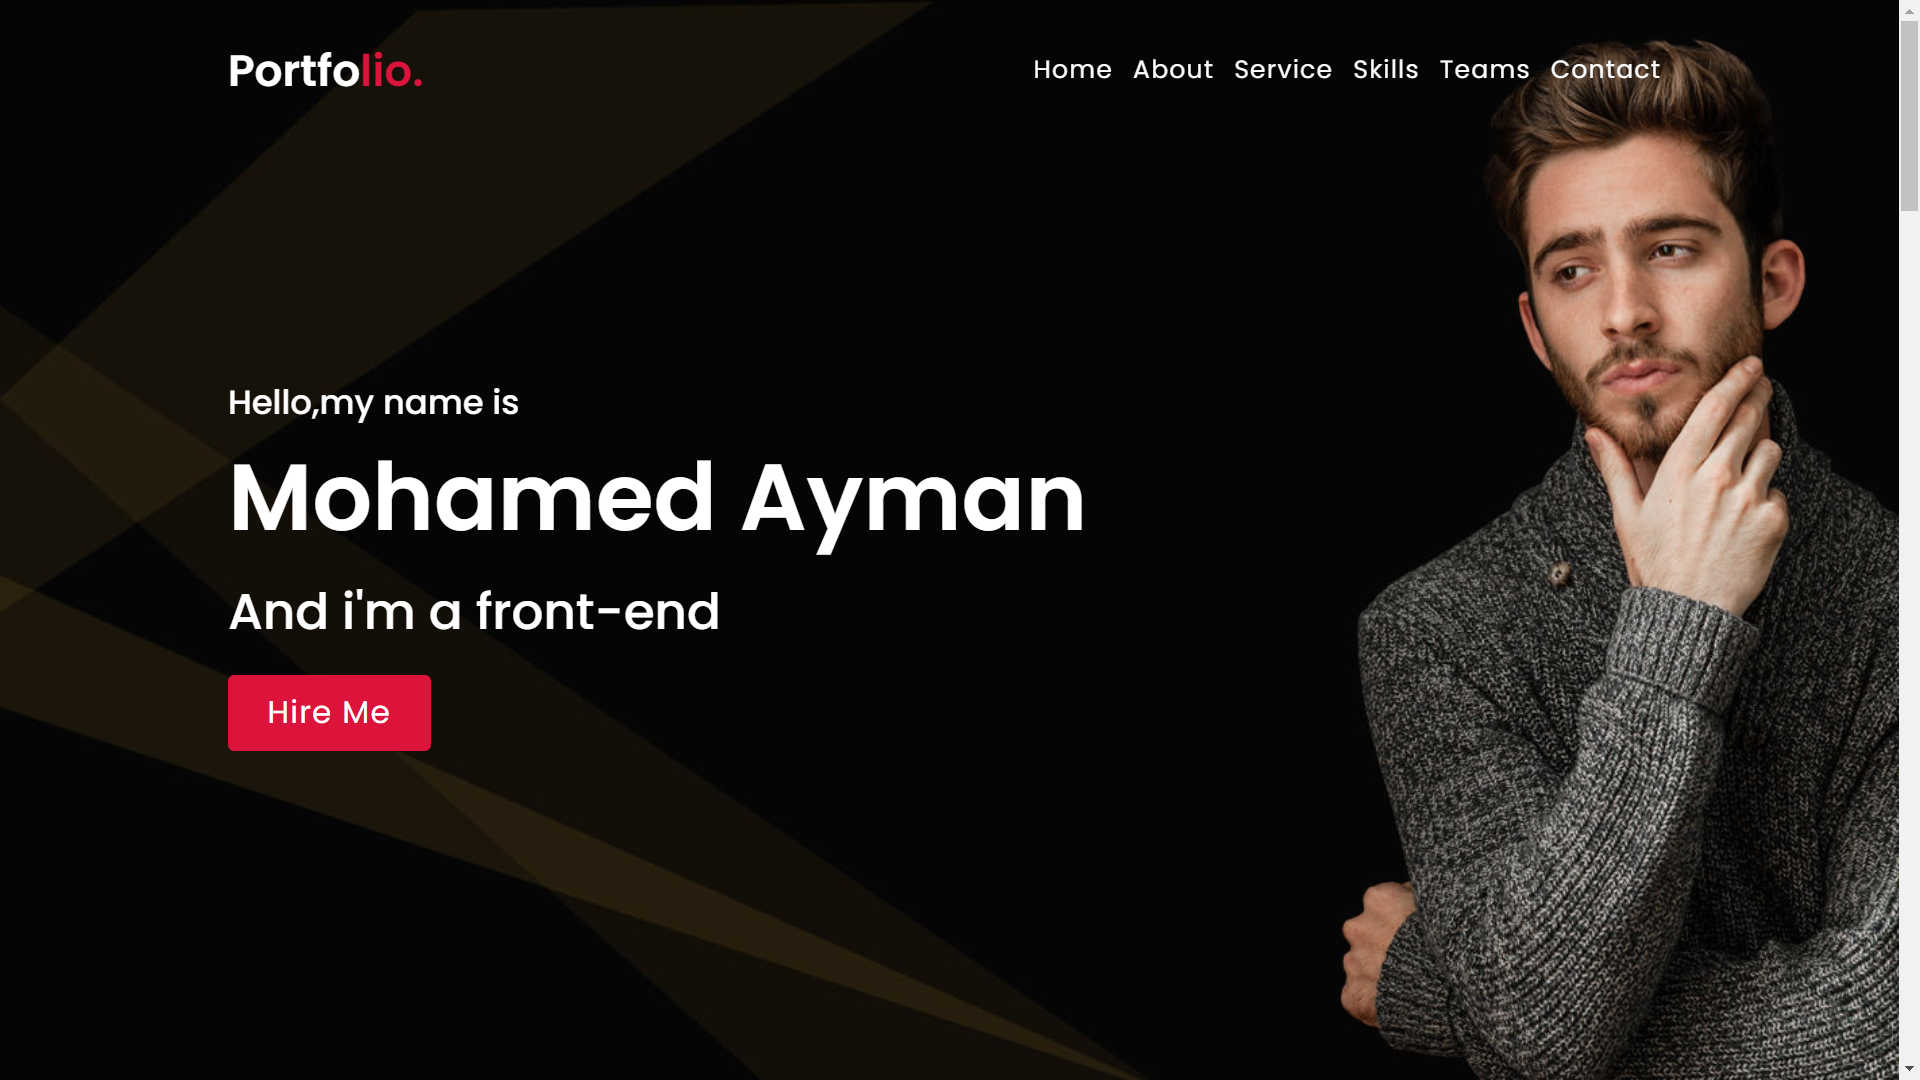 Portfolio.
Home About Service Skills Teams Contact
Hello,my name is
Mohamed Ayman
And i'm a front-end
Hire Me